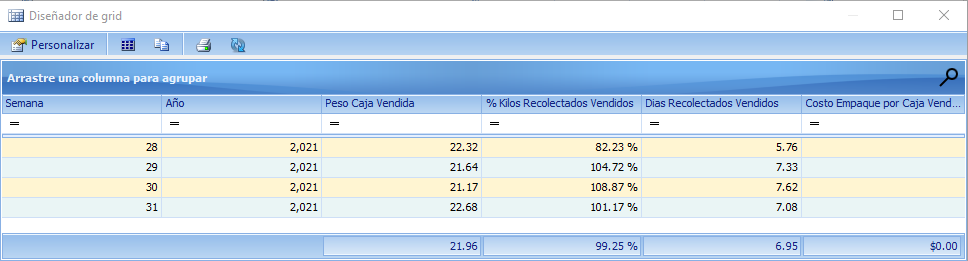 Diseñador de grid
Personalizar
Arrastre una columna para agrupar
Semana Año Peso Caja Vendida % Kilos Recolectados Vendidos Dias Recolectados Vendidos Costo Empaque por Caja Vend...
= = = = = =
28 2,021 22.32 82.23 % 5.76
29 2,021 21.64 104.72 % 7.33
30 2,021 21.17 108.87 % 7.62
31 2,021 22.68 101.17 % 7.08
21.96 99.25 % 6.95 $0.00